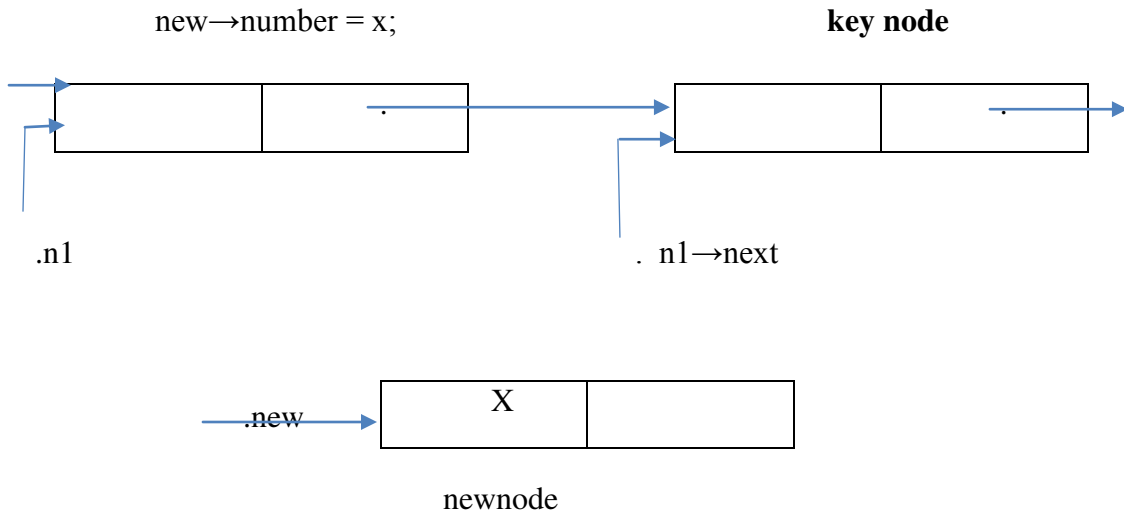 new→number = x;
key node
.
.
.n1
. n1→next
.new
X
newnode